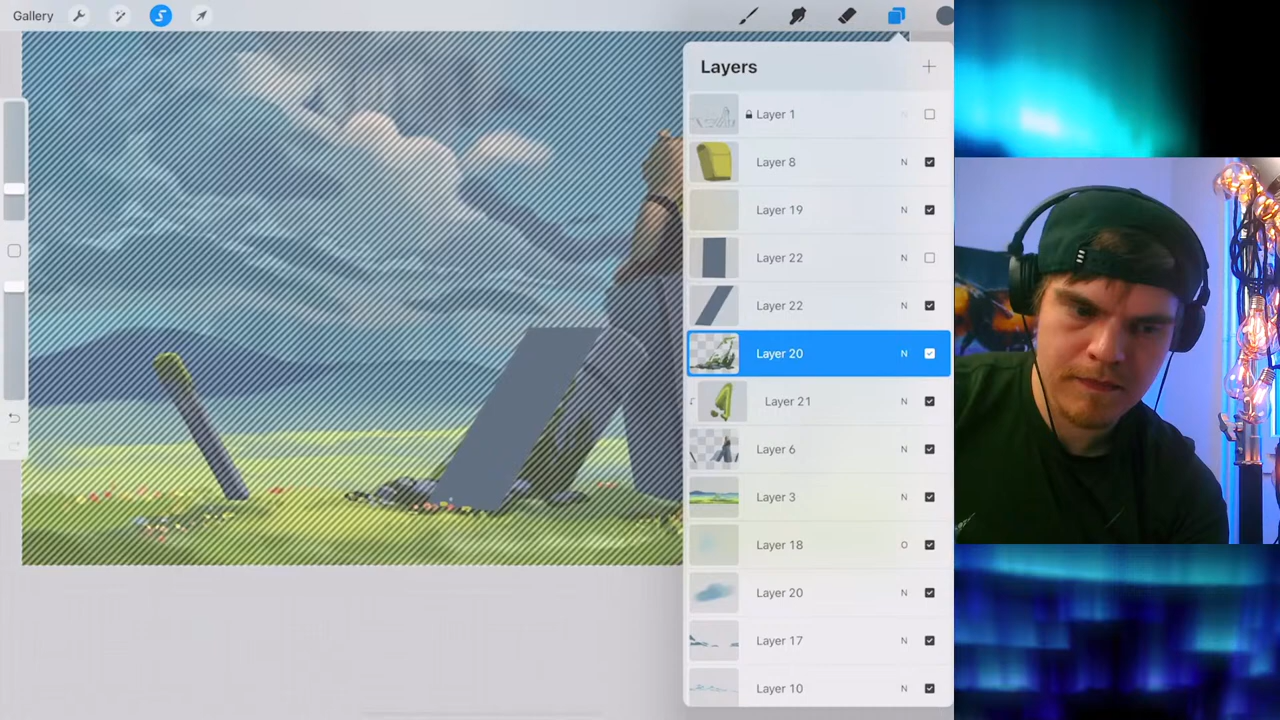 Gallery
Layers
Layer 1
Layer 8 N
Layer 19 N
Layer 22 N
Layer 22 N
Layer 20 N
Layer 21 N
Layer 6 N
Layer 3 N
Layer 18 O
Layer 20 N
Layer 17 N
Layer 10 N